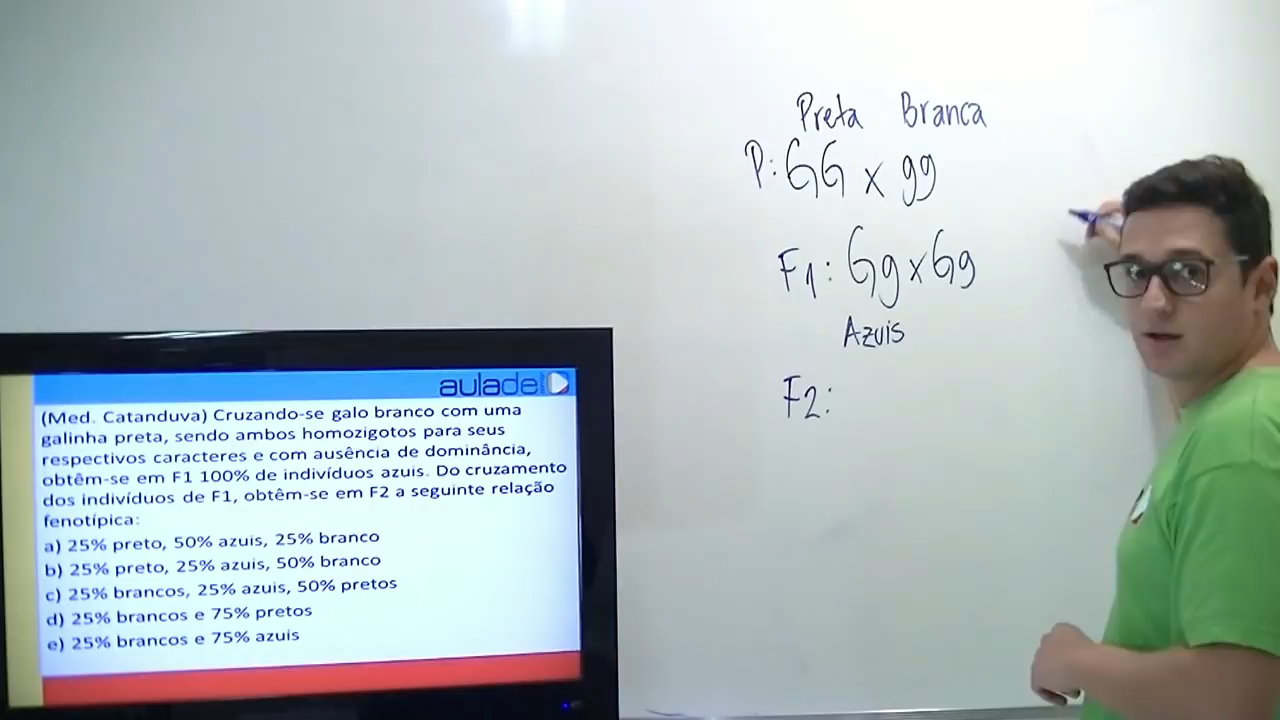 Preta Branca
P: GG x gg
F1: Gg x Gg
Azuis
F2:
aulade
(Med. Catanduva) Cruzando-se galo branco com uma
galinha preta, sendo ambos homozigotos para seus
respectivos caracteres e com ausência de dominância,
obtêm-se em F1 100% de indivíduos azuis. Do cruzamento
dos indivíduos de F1, obtêm-se em F2 a seguinte relação
fenotípica:
a) 25% preto, 50% azuis, 25% branco
b) 25% preto, 25% azuis, 50% branco
c) 25% brancos, 25% azuis, 50% pretos
d) 25% brancos e 75% pretos
e) 25% brancos e 75% azuis